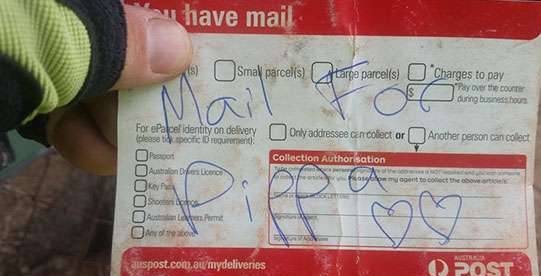 You have mail
(s) Small parcel(s) Large parcel(s) *Charges to pay
$ *Pay over the counter
during business hours
Mail For
For eParcel identity on delivery
(please tick specific ID requirement):
Only addressee can collect or Another person can collect
Passport
Australian Drivers Licence
Key Pass
Shooters Licence
Australian Learners Permit
Any of the above
Collection Authorisation
Pippa
Signature of Addressee
auspost.com.au/mydeliveries
AUSTRALIA
POST